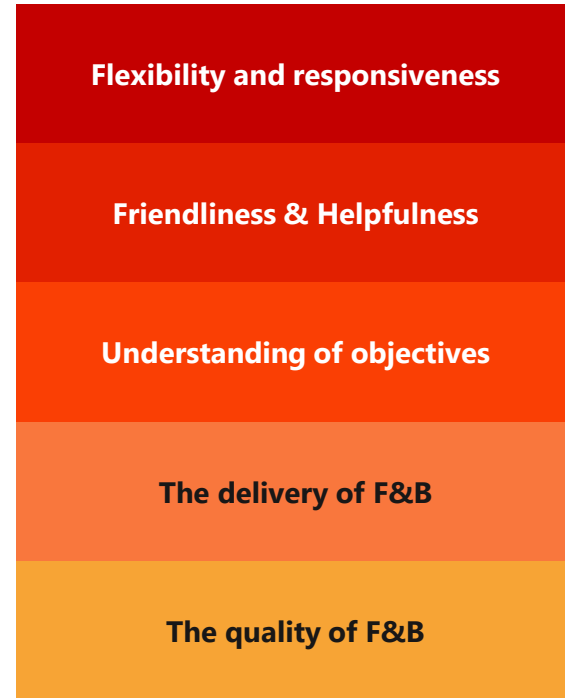 Flexibility and responsiveness
Friendliness & Helpfulness
Understanding of objectives
The delivery of F&B
The quality of F&B